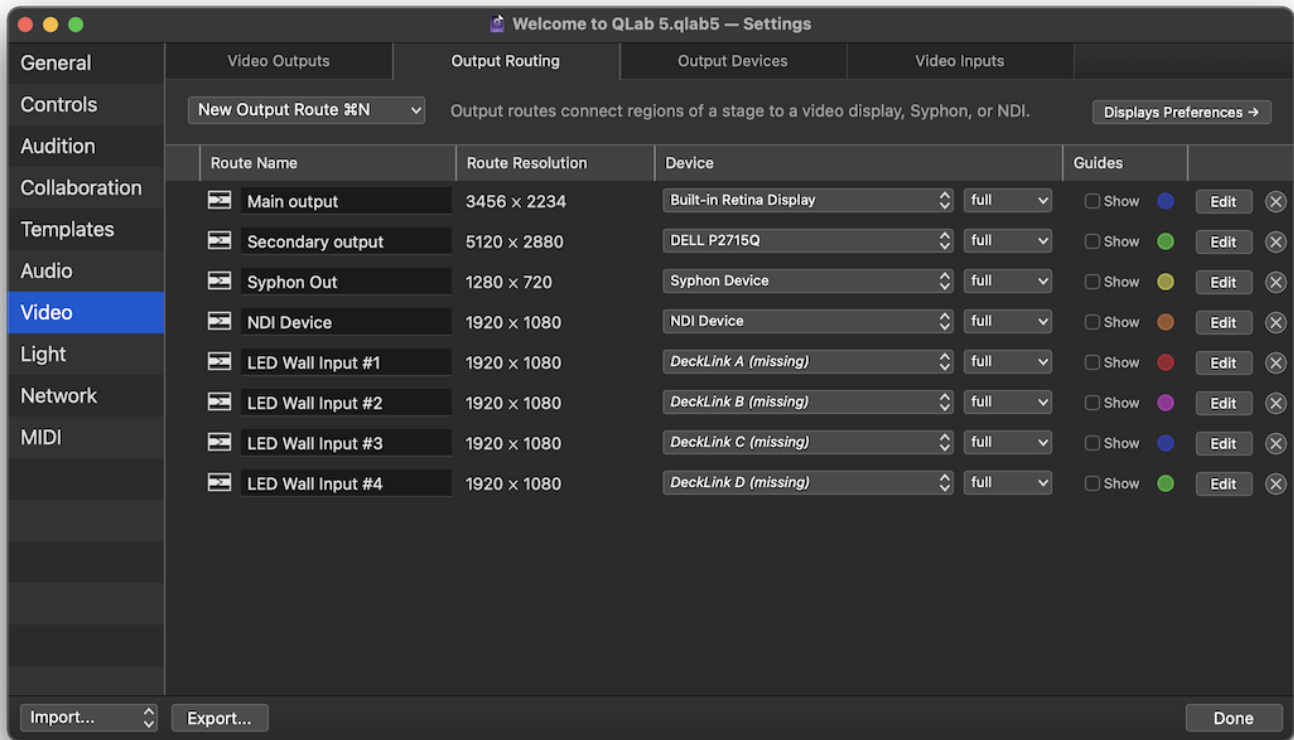 Welcome to QLab 5.qlab5 — Settings
General
Controls
Audition
Collaboration
Templates
Audio
Video
Light
Network
MIDI
Video Outputs Output Routing Output Devices Video Inputs
New Output Route ⌘N Output routes connect regions of a stage to a video display, Syphon, or NDI. Displays Preferences →
Route Name Route Resolution Device Guides
Main output 3456 × 2234 Built-in Retina Display full Show Edit
Secondary output 5120 × 2880 DELL P2715Q full Show Edit
Syphon Out 1280 × 720 Syphon Device full Show Edit
NDI Device 1920 × 1080 NDI Device full Show Edit
LED Wall Input #1 1920 × 1080 DeckLink A (missing) full Show Edit
LED Wall Input #2 1920 × 1080 DeckLink B (missing) full Show Edit
LED Wall Input #3 1920 × 1080 DeckLink C (missing) full Show Edit
LED Wall Input #4 1920 × 1080 DeckLink D (missing) full Show Edit
Import... Export... Done